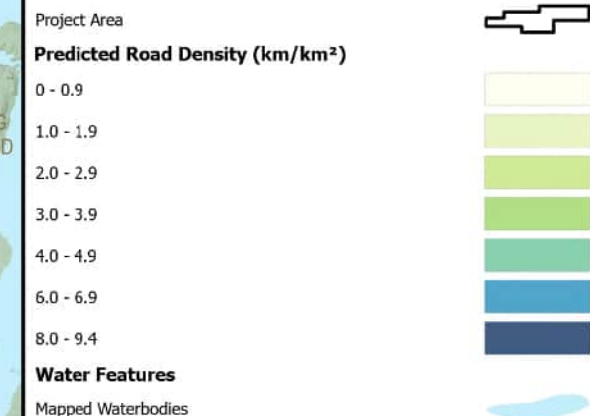 Project Area
Predicted Road Density (km/km²)
0 - 0.9
1.0 - 1.9
2.0 - 2.9
3.0 - 3.9
4.0 - 4.9
6.0 - 6.9
8.0 - 9.4
Water Features
Mapped Waterbodies
D